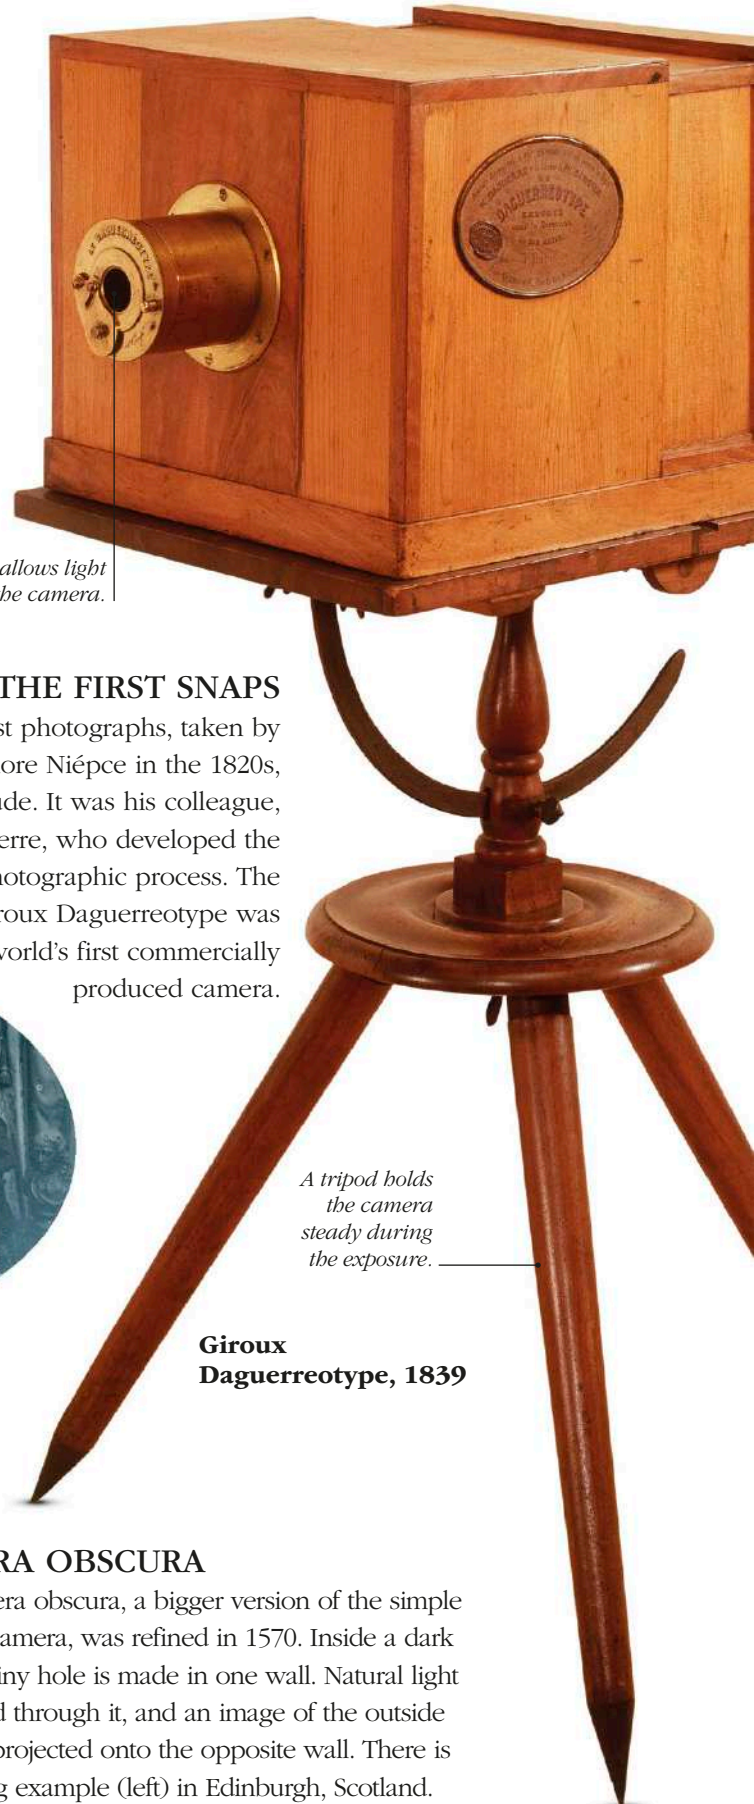 DAGUERREOTYPE
allows light
he camera.
THE FIRST SNAPS
st photographs, taken by
ore Niépce in the 1820s,
ude. It was his colleague,
erre, who developed the
hotographic process. The
roux Daguerreotype was
world's first commercially
produced camera.
A tripod holds
the camera
steady during
the exposure.
Giroux
Daguerreotype, 1839
RA OBSCURA
era obscura, a bigger version of the simple
amera, was refined in 1570. Inside a dark
iny hole is made in one wall. Natural light
d through it, and an image of the outside
projected onto the opposite wall. There is
g example (left) in Edinburgh, Scotland.